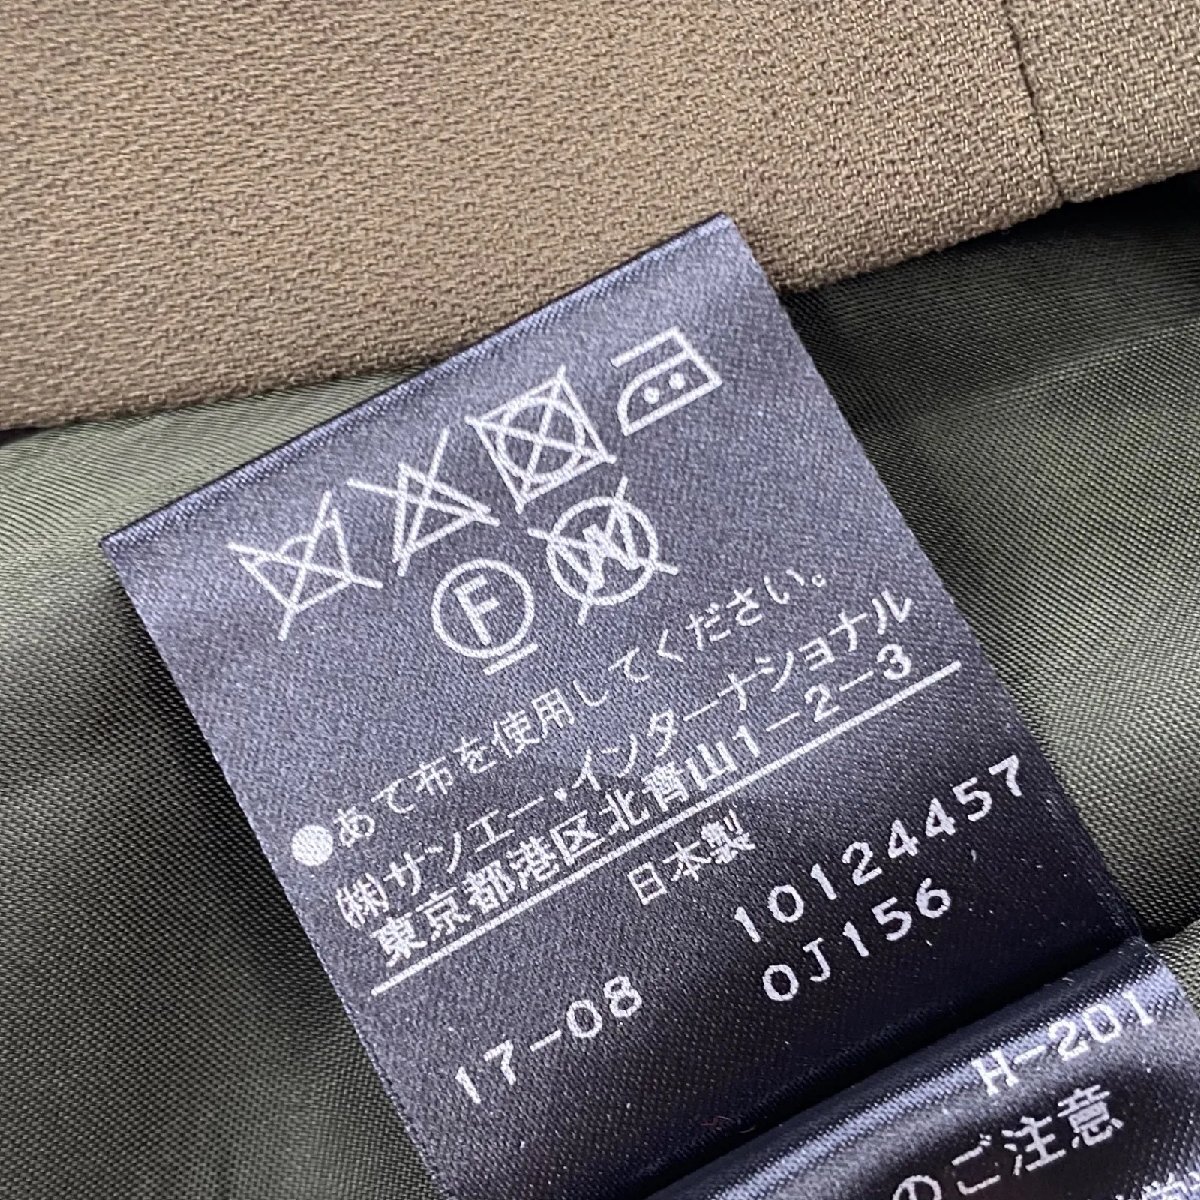 F
W
●あて布を使用してください。
㈱サンエー・インターナショナル
東京都港区北青山1-2-3
日本製
10124457
17-08
0J156
H-201
のご注意